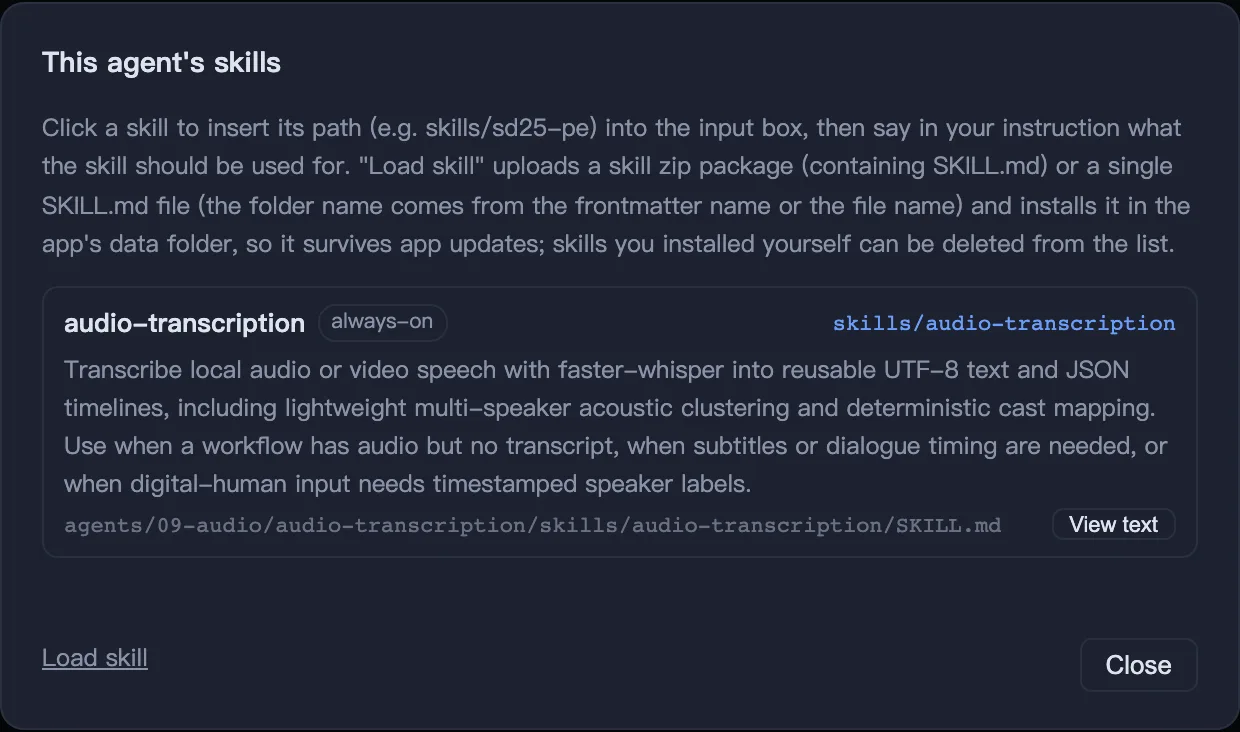 This agent's skills
Click a skill to insert its path (e.g. skills/sd25-pe) into the input box, then say in your instruction what
the skill should be used for. "Load skill" uploads a skill zip package (containing SKILL.md) or a single
SKILL.md file (the folder name comes from the frontmatter name or the file name) and installs it in the
app's data folder, so it survives app updates; skills you installed yourself can be deleted from the list.
audio-transcription always-on skills/audio-transcription
Transcribe local audio or video speech with faster-whisper into reusable UTF-8 text and JSON
timelines, including lightweight multi-speaker acoustic clustering and deterministic cast mapping.
Use when a workflow has audio but no transcript, when subtitles or dialogue timing are needed, or
when digital-human input needs timestamped speaker labels.
agents/09-audio/audio-transcription/skills/audio-transcription/SKILL.md View text
Load skill Close